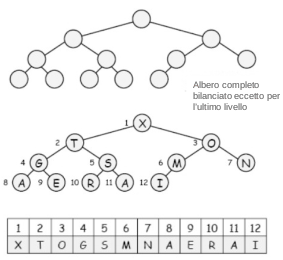 Albero completo
bilanciato eccetto per
l'ultimo livello
1 X
2 T 3 O
4 G 5 S 6 M 7 N
8 A 9 E 10 R 11 A 12 I
1 2 3 4 5 6 7 8 9 10 11 12
X T O G S M N A E R A I